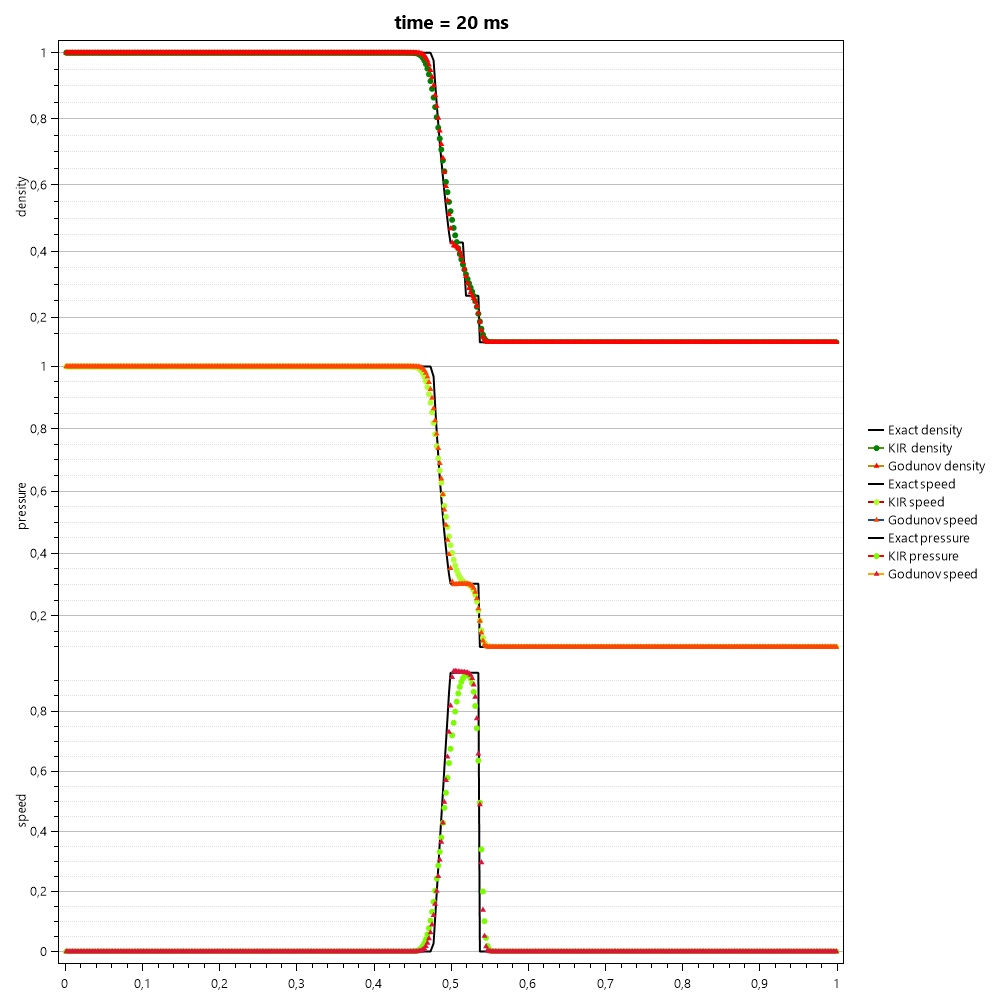 time = 20 ms
density
1
0,8
0,6
0,4
0,2
pressure
1
0,8
0,6
0,4
0,2
speed
0,8
0,6
0,4
0,2
0
0 0,1 0,2 0,3 0,4 0,5 0,6 0,7 0,8 0,9 1
Exact density
KIR density
Godunov density
Exact speed
KIR speed
Godunov speed
Exact pressure
KIR pressure
Godunov speed